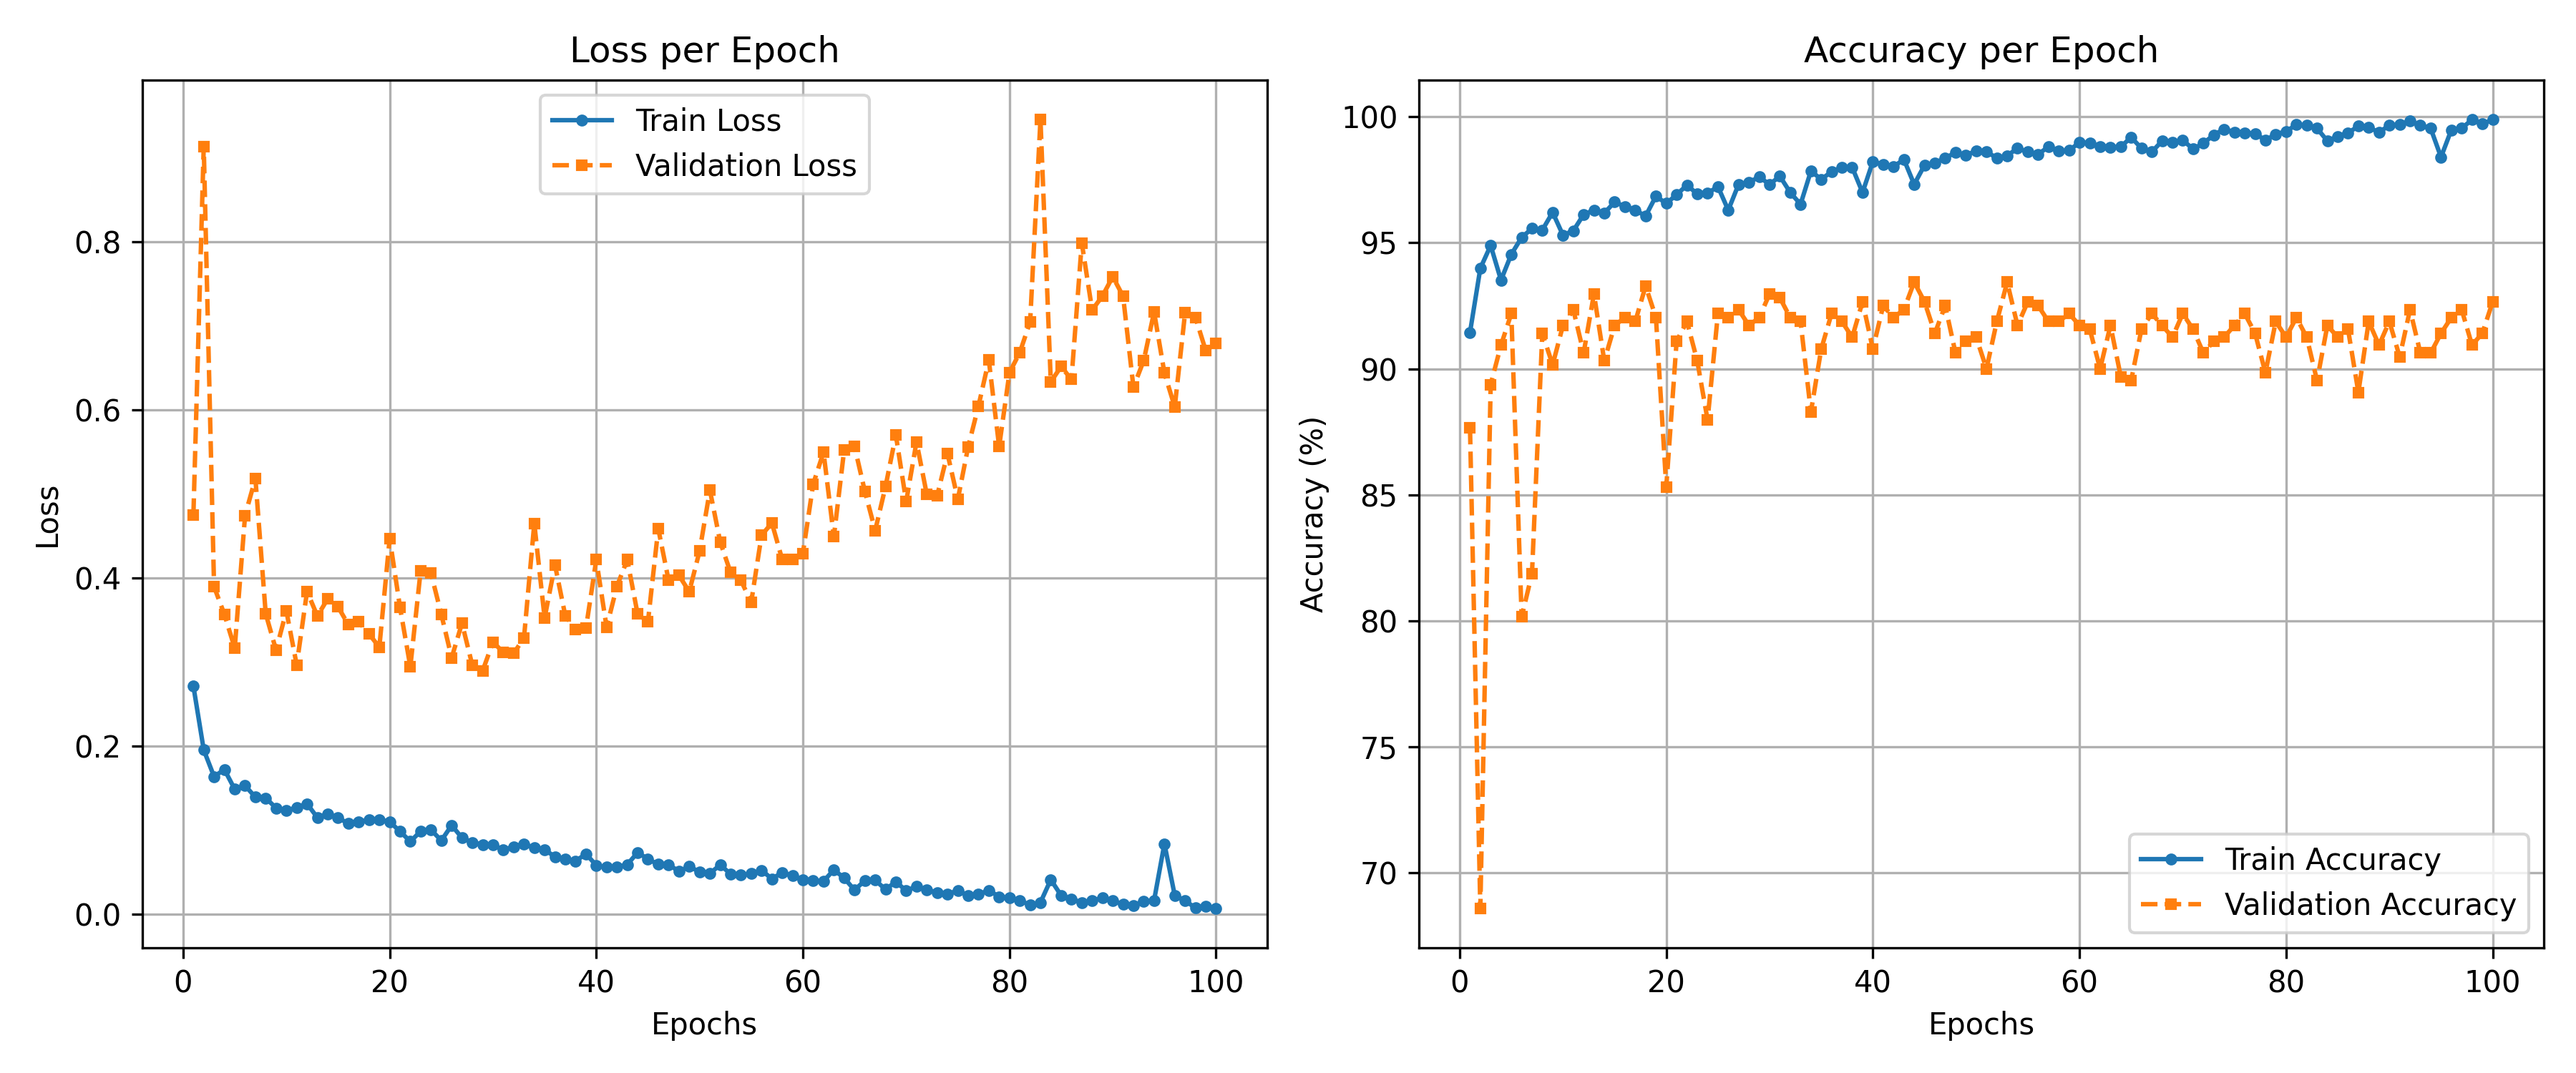 Loss per Epoch
Train Loss
Validation Loss
Loss
0.8
0.6
0.4
0.2
0.0
0 20 40 60 80 100
Epochs
Accuracy per Epoch
Accuracy (%)
100
95
90
85
80
75
70
Train Accuracy
Validation Accuracy
0 20 40 60 80 100
Epochs